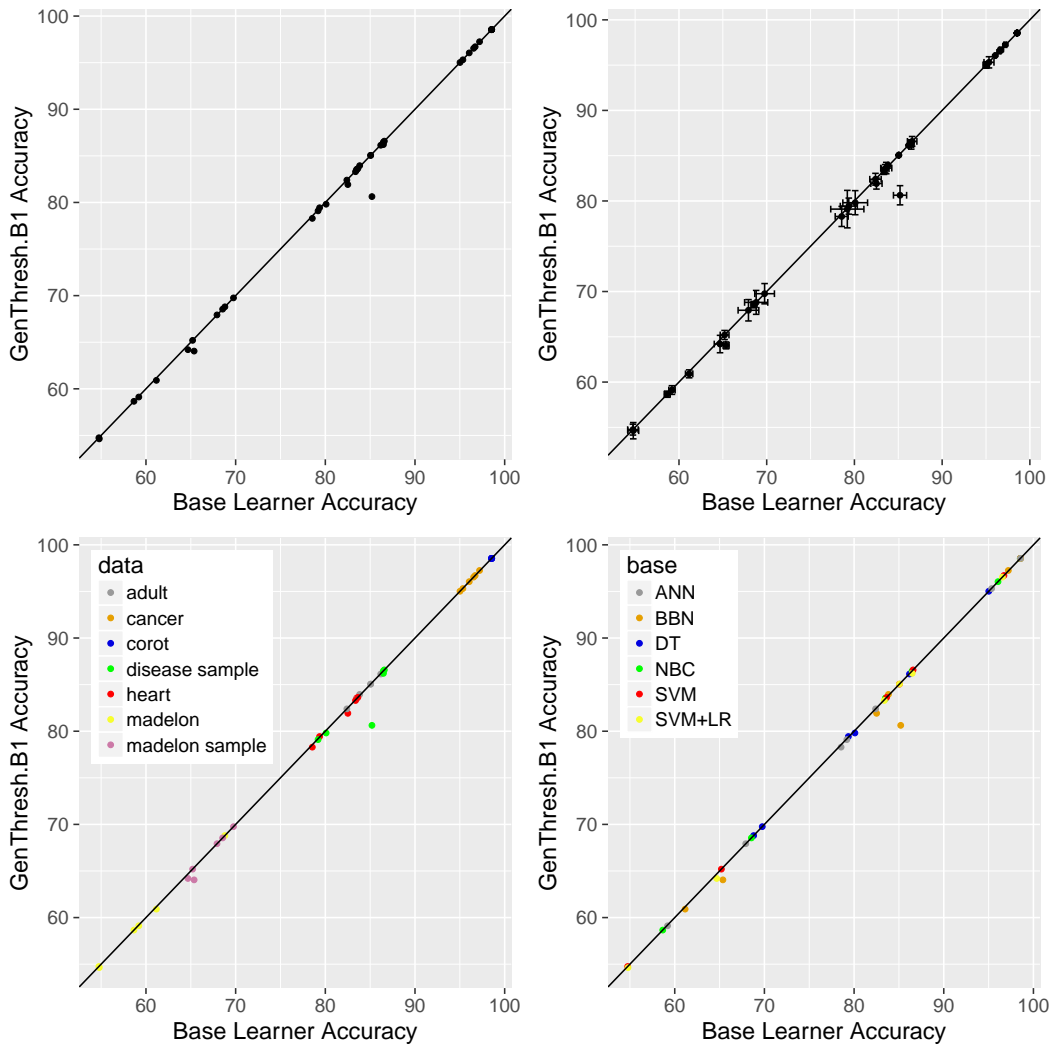 GenThresh.B1 Accuracy
100
90
80
70
60
60
70
80
90
100
Base Learner Accuracy
GenThresh.B1 Accuracy
100
90
80
70
60
60
70
80
90
100
Base Learner Accuracy
GenThresh.B1 Accuracy
100
90
80
70
60
data
adult
cancer
corot
disease sample
heart
madelon
madelon sample
60
70
80
90
100
Base Learner Accuracy
GenThresh.B1 Accuracy
100
90
80
70
60
base
ANN
BBN
DT
NBC
SVM
SVM+LR
60
70
80
90
100
Base Learner Accuracy